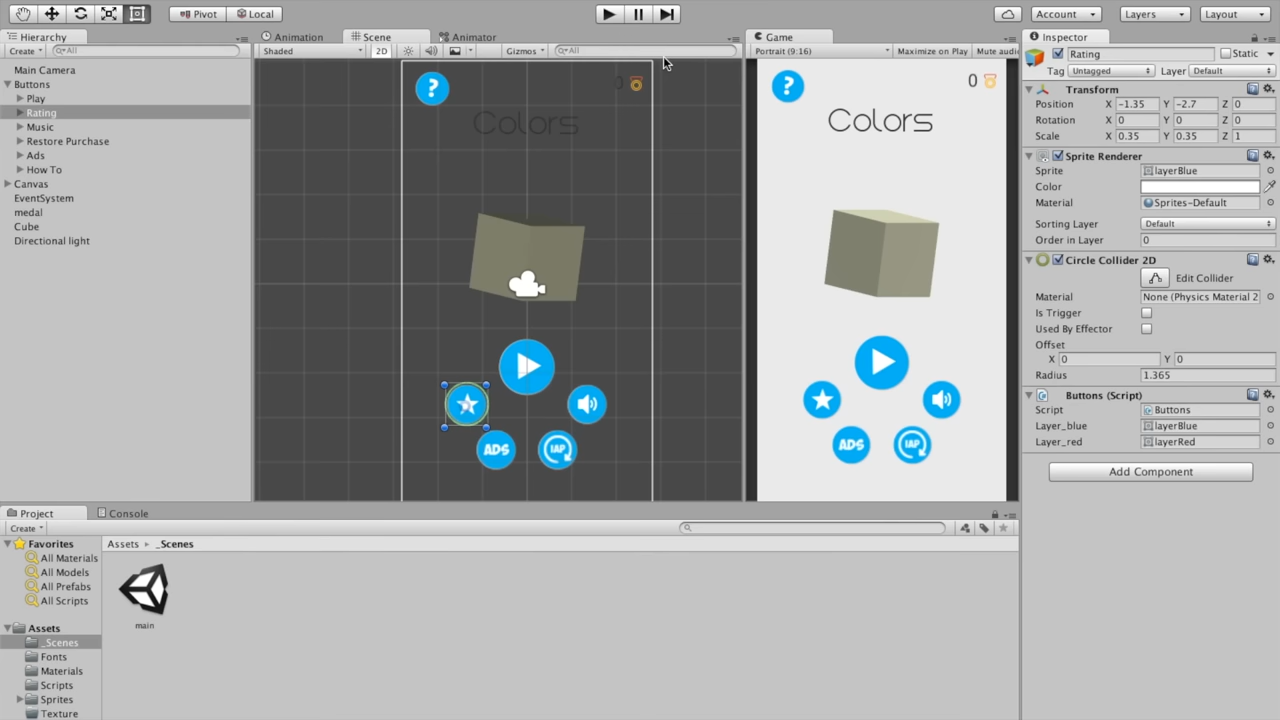 Pivot Local Account Layers Layout
Hierarchy Animation Scene Animator Game Inspector
Create All Shaded 2D Gizmos All Portrait (9:16) Maximize on Play Mute audi
Rating Static
Tag Untagged Layer Default
Main Camera
Buttons
Play
Rating
Music
Restore Purchase
Ads
How To
Canvas
EventSystem
medal
Cube
Directional light
? 0
Colors
ADS IAP
? 0
Colors
ADS IAP
Transform
Position X -1.35 Y -2.7 Z 0
Rotation X 0 Y 0 Z 0
Scale X 0.35 Y 0.35 Z 1
Sprite Renderer
Sprite layerBlue
Color
Material Sprites-Default
Sorting Layer Default
Order in Layer 0
Circle Collider 2D
Edit Collider
Material None (Physics Material 2
Is Trigger
Used By Effector
Offset
X 0 Y 0
Radius 1.365
Buttons (Script)
Script Buttons
Layer_blue layerBlue
Layer_red layerRed
Add Component
Project Console
Create
Favorites
All Materials
All Models
All Prefabs
All Scripts
Assets
_Scenes
Fonts
Materials
Scripts
Sprites
Texture
Assets _Scenes
main